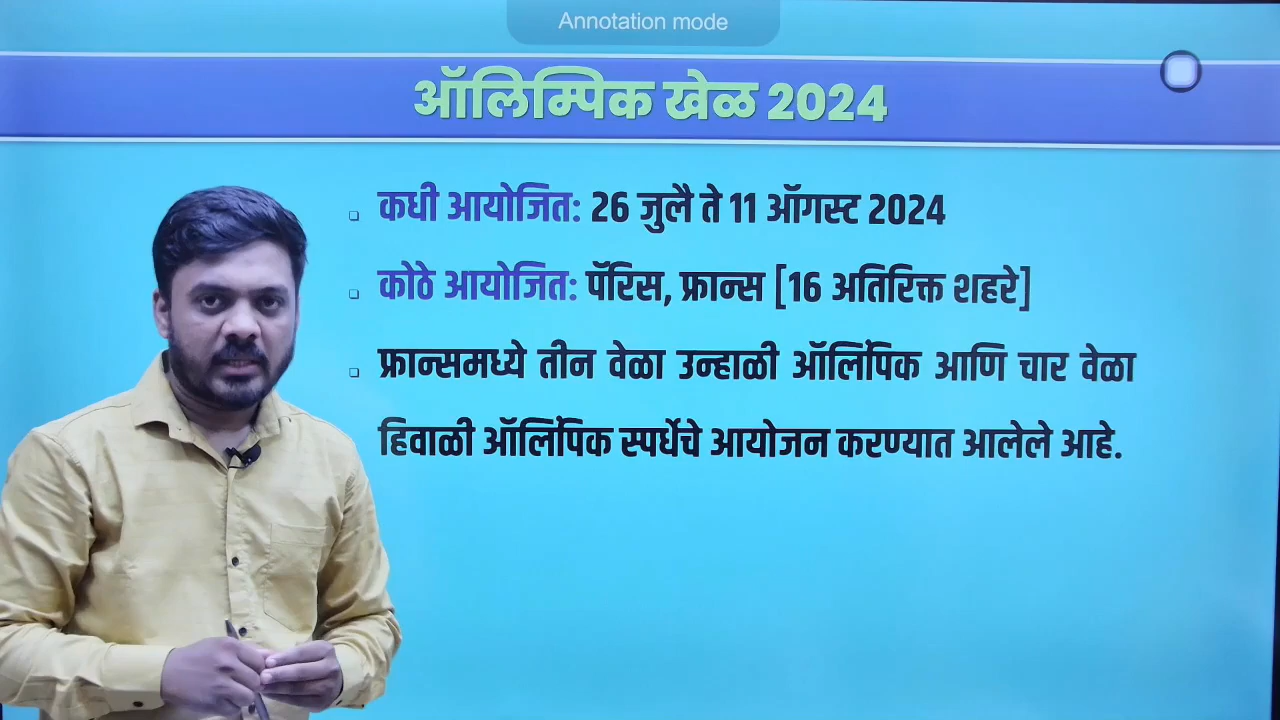 Annotation mode
ऑलिम्पिक खेळ 2024
कधी आयोजित: 26 जुलै ते 11 ऑगस्ट 2024
कोठे आयोजित: पॅरिस, फ्रान्स [16 अतिरिक्त शहरे]
फ्रान्समध्ये तीन वेळा उन्हाळी ऑलिंपिक आणि चार वेळा
हिवाळी ऑलिंपिक स्पर्धेचे आयोजन करण्यात आलेले आहे.